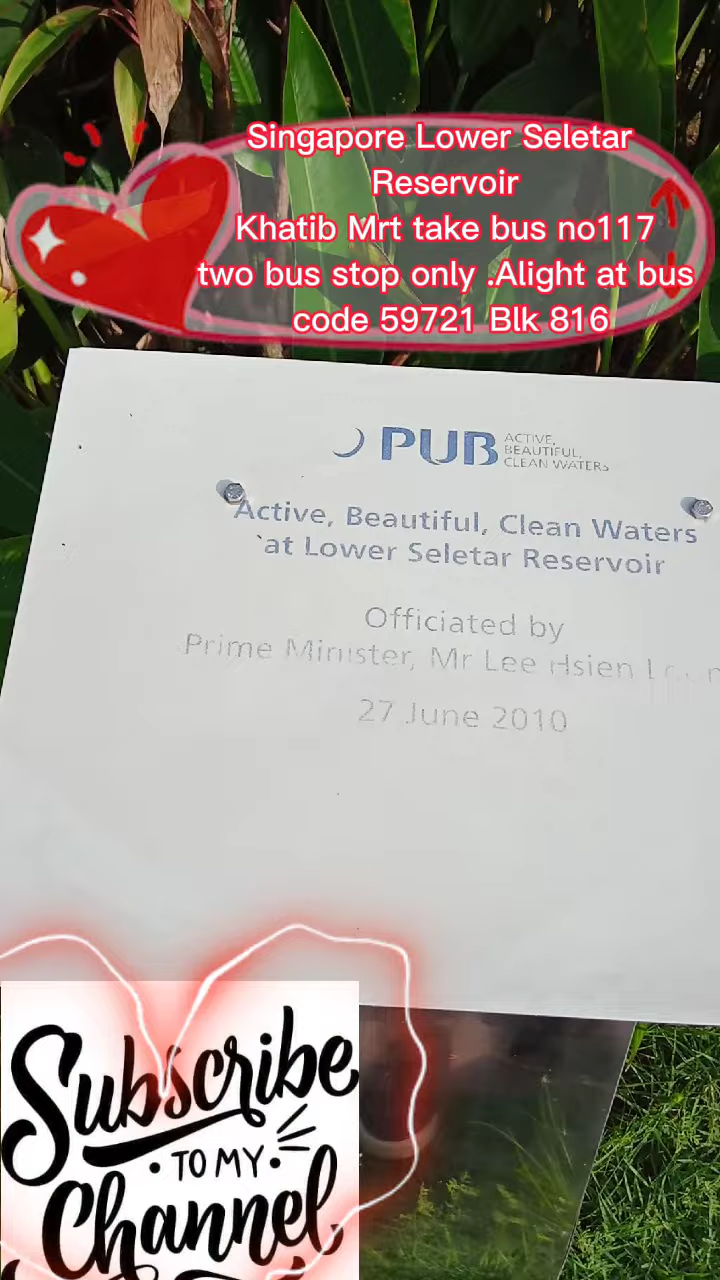 Singapore Lower Seletar
Reservoir
Khatib Mrt take bus no117
two bus stop only .Alight at bus
code 59721 Blk 816
PUB
ACTIVE,
BEAUTIFUL,
CLEAN WATERS
Active, Beautiful, Clean Waters
at Lower Seletar Reservoir
Officiated by
Prime Minister, Mr Lee Hsien
27 June 2010
Subscribe
TO MY
Channel